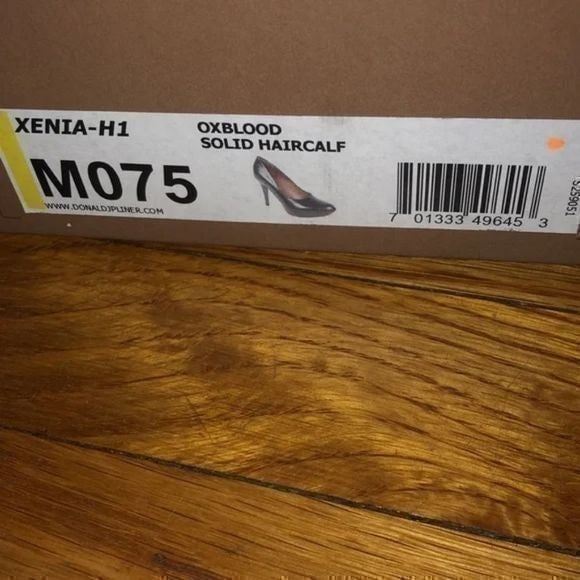 XENIA-H1
OXBLOOD
SOLID HAIRCALF
M075
WWW.DONALDJPLINER.COM
7 01333 49645 3